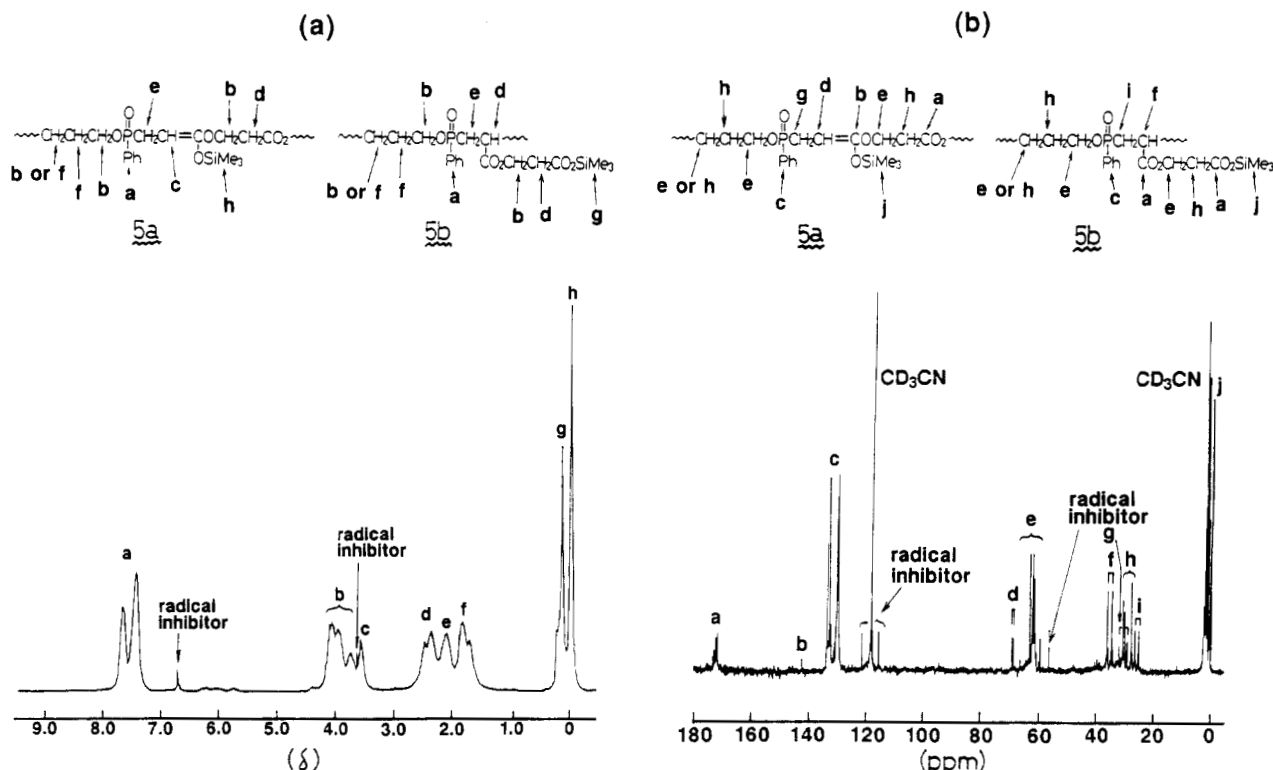 (a)
e b d
O
~CH₂CH₂CH₂OPCH₂CH=COCH₂CH₂CO₂~
Ph OSiMe₃
b or f f b a c h
5a
b e d
O
~CH₂CH₂CH₂OPCH₂CH~
Ph CO₂CH₂CH₂CO₂SiMe₃
b or f f a b d g
5b
a
radical
inhibitor
b
radical
inhibitor
c
d
e
f
g
h
9.0 8.0 7.0 6.0 5.0 4.0 3.0 2.0 1.0 0
(δ)
(b)
h g d b e h a
O
~CH₂CH₂CH₂OPCH₂CH=COCH₂CH₂CO₂~
Ph OSiMe₃
e or h e c j
5a
h i f
O
~CH₂CH₂CH₂OPCH₂CH~
Ph CO₂CH₂CH₂CO₂SiMe₃
e or h e c a e h a j
5b
a
b
c
CD₃CN
radical
inhibitor
d
e
radical
inhibitor
g
f
h
i
CD₃CN
j
180 160 140 120 100 80 60 40 20 0
(ppm)